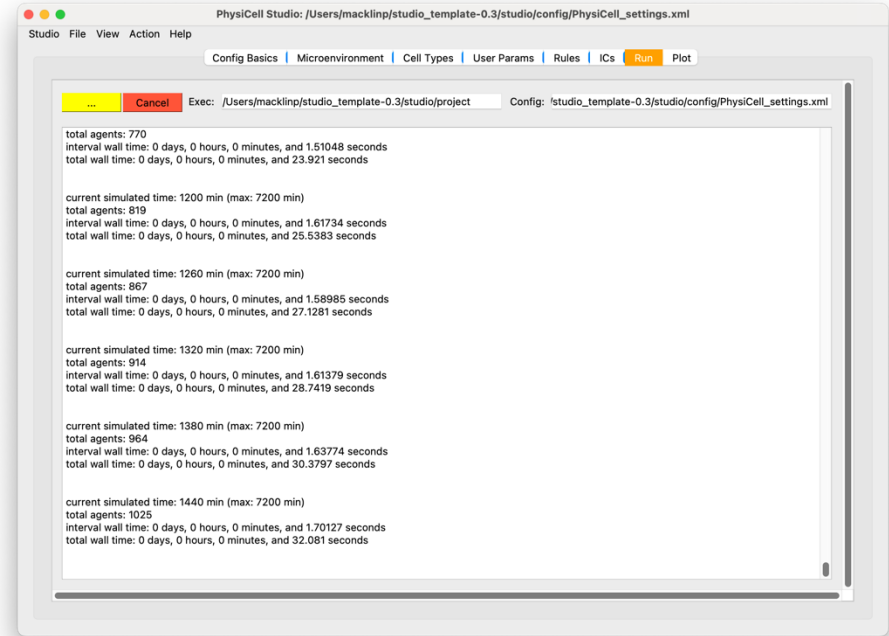 PhysiCell Studio: /Users/macklinp/studio_template-0.3/studio/config/PhysiCell_settings.xml
Studio File View Action Help
Config Basics Microenvironment Cell Types User Params Rules ICs Run Plot
... Cancel Exec: /Users/macklinp/studio_template-0.3/studio/project Config: /studio_template-0.3/studio/config/PhysiCell_settings.xml
total agents: 770
interval wall time: 0 days, 0 hours, 0 minutes, and 1.51048 seconds
total wall time: 0 days, 0 hours, 0 minutes, and 23.921 seconds
current simulated time: 1200 min (max: 7200 min)
total agents: 819
interval wall time: 0 days, 0 hours, 0 minutes, and 1.61734 seconds
total wall time: 0 days, 0 hours, 0 minutes, and 25.5383 seconds
current simulated time: 1260 min (max: 7200 min)
total agents: 867
interval wall time: 0 days, 0 hours, 0 minutes, and 1.58985 seconds
total wall time: 0 days, 0 hours, 0 minutes, and 27.1281 seconds
current simulated time: 1320 min (max: 7200 min)
total agents: 914
interval wall time: 0 days, 0 hours, 0 minutes, and 1.61379 seconds
total wall time: 0 days, 0 hours, 0 minutes, and 28.7419 seconds
current simulated time: 1380 min (max: 7200 min)
total agents: 964
interval wall time: 0 days, 0 hours, 0 minutes, and 1.63774 seconds
total wall time: 0 days, 0 hours, 0 minutes, and 30.3797 seconds
current simulated time: 1440 min (max: 7200 min)
total agents: 1025
interval wall time: 0 days, 0 hours, 0 minutes, and 1.70127 seconds
total wall time: 0 days, 0 hours, 0 minutes, and 32.081 seconds